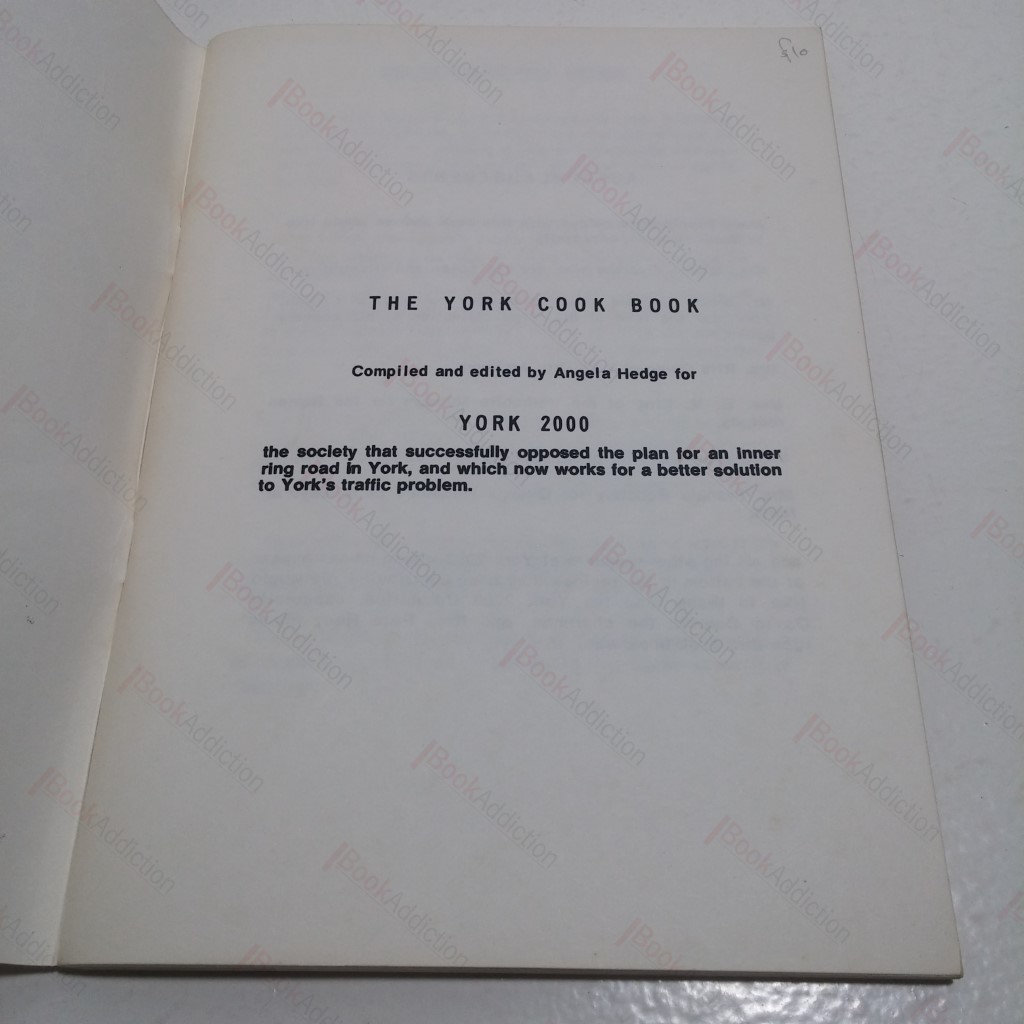 £10
THE YORK COOK BOOK
Compiled and edited by Angela Hedge for
YORK 2000
the society that successfully opposed the plan for an inner
ring road in York, and which now works for a better solution
to York's traffic problem.
BookAddiction